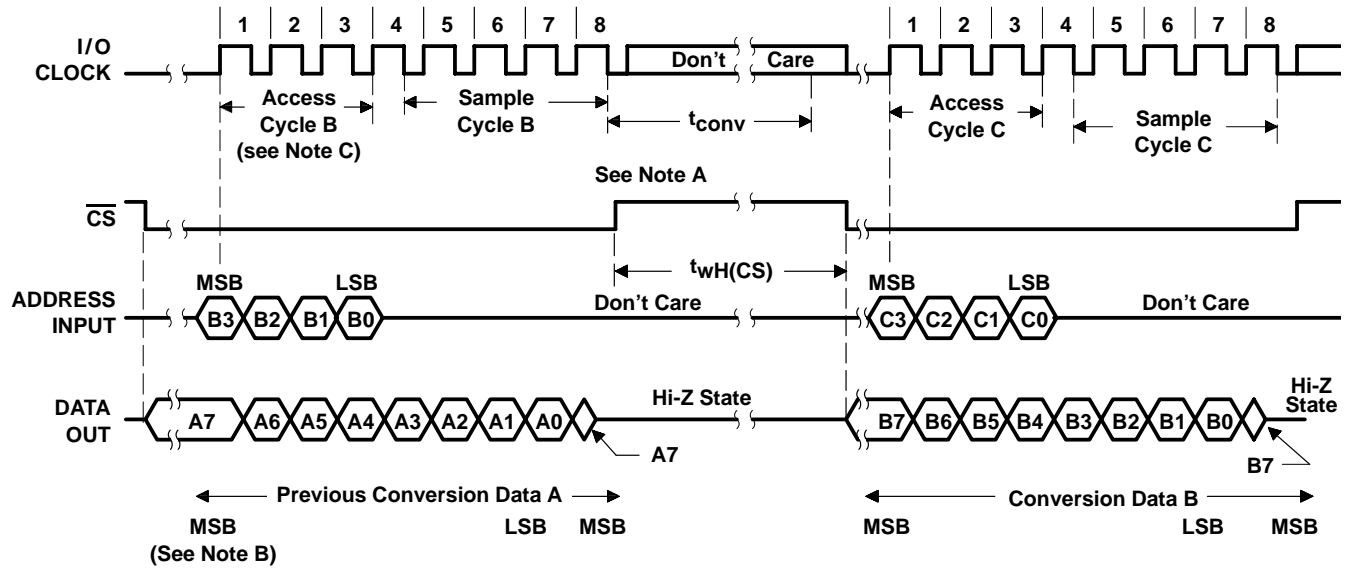 1 2 3 4 5 6 7 8 1 2 3 4 5 6 7 8
I/O
CLOCK
Don't Care
Access
Cycle B
(see Note C)
Sample
Cycle B
tconv
Access
Cycle C
Sample
Cycle C
See Note A
CS
twH(CS)
MSB LSB MSB LSB
ADDRESS
INPUT
B3 B2 B1 B0 Don't Care C3 C2 C1 C0 Don't Care
DATA
OUT
A7 A6 A5 A4 A3 A2 A1 A0
Hi-Z State
A7
B7 B6 B5 B4 B3 B2 B1 B0
Hi-Z
State
B7
Previous Conversion Data A
Conversion Data B
MSB LSB MSB MSB LSB MSB
(See Note B)